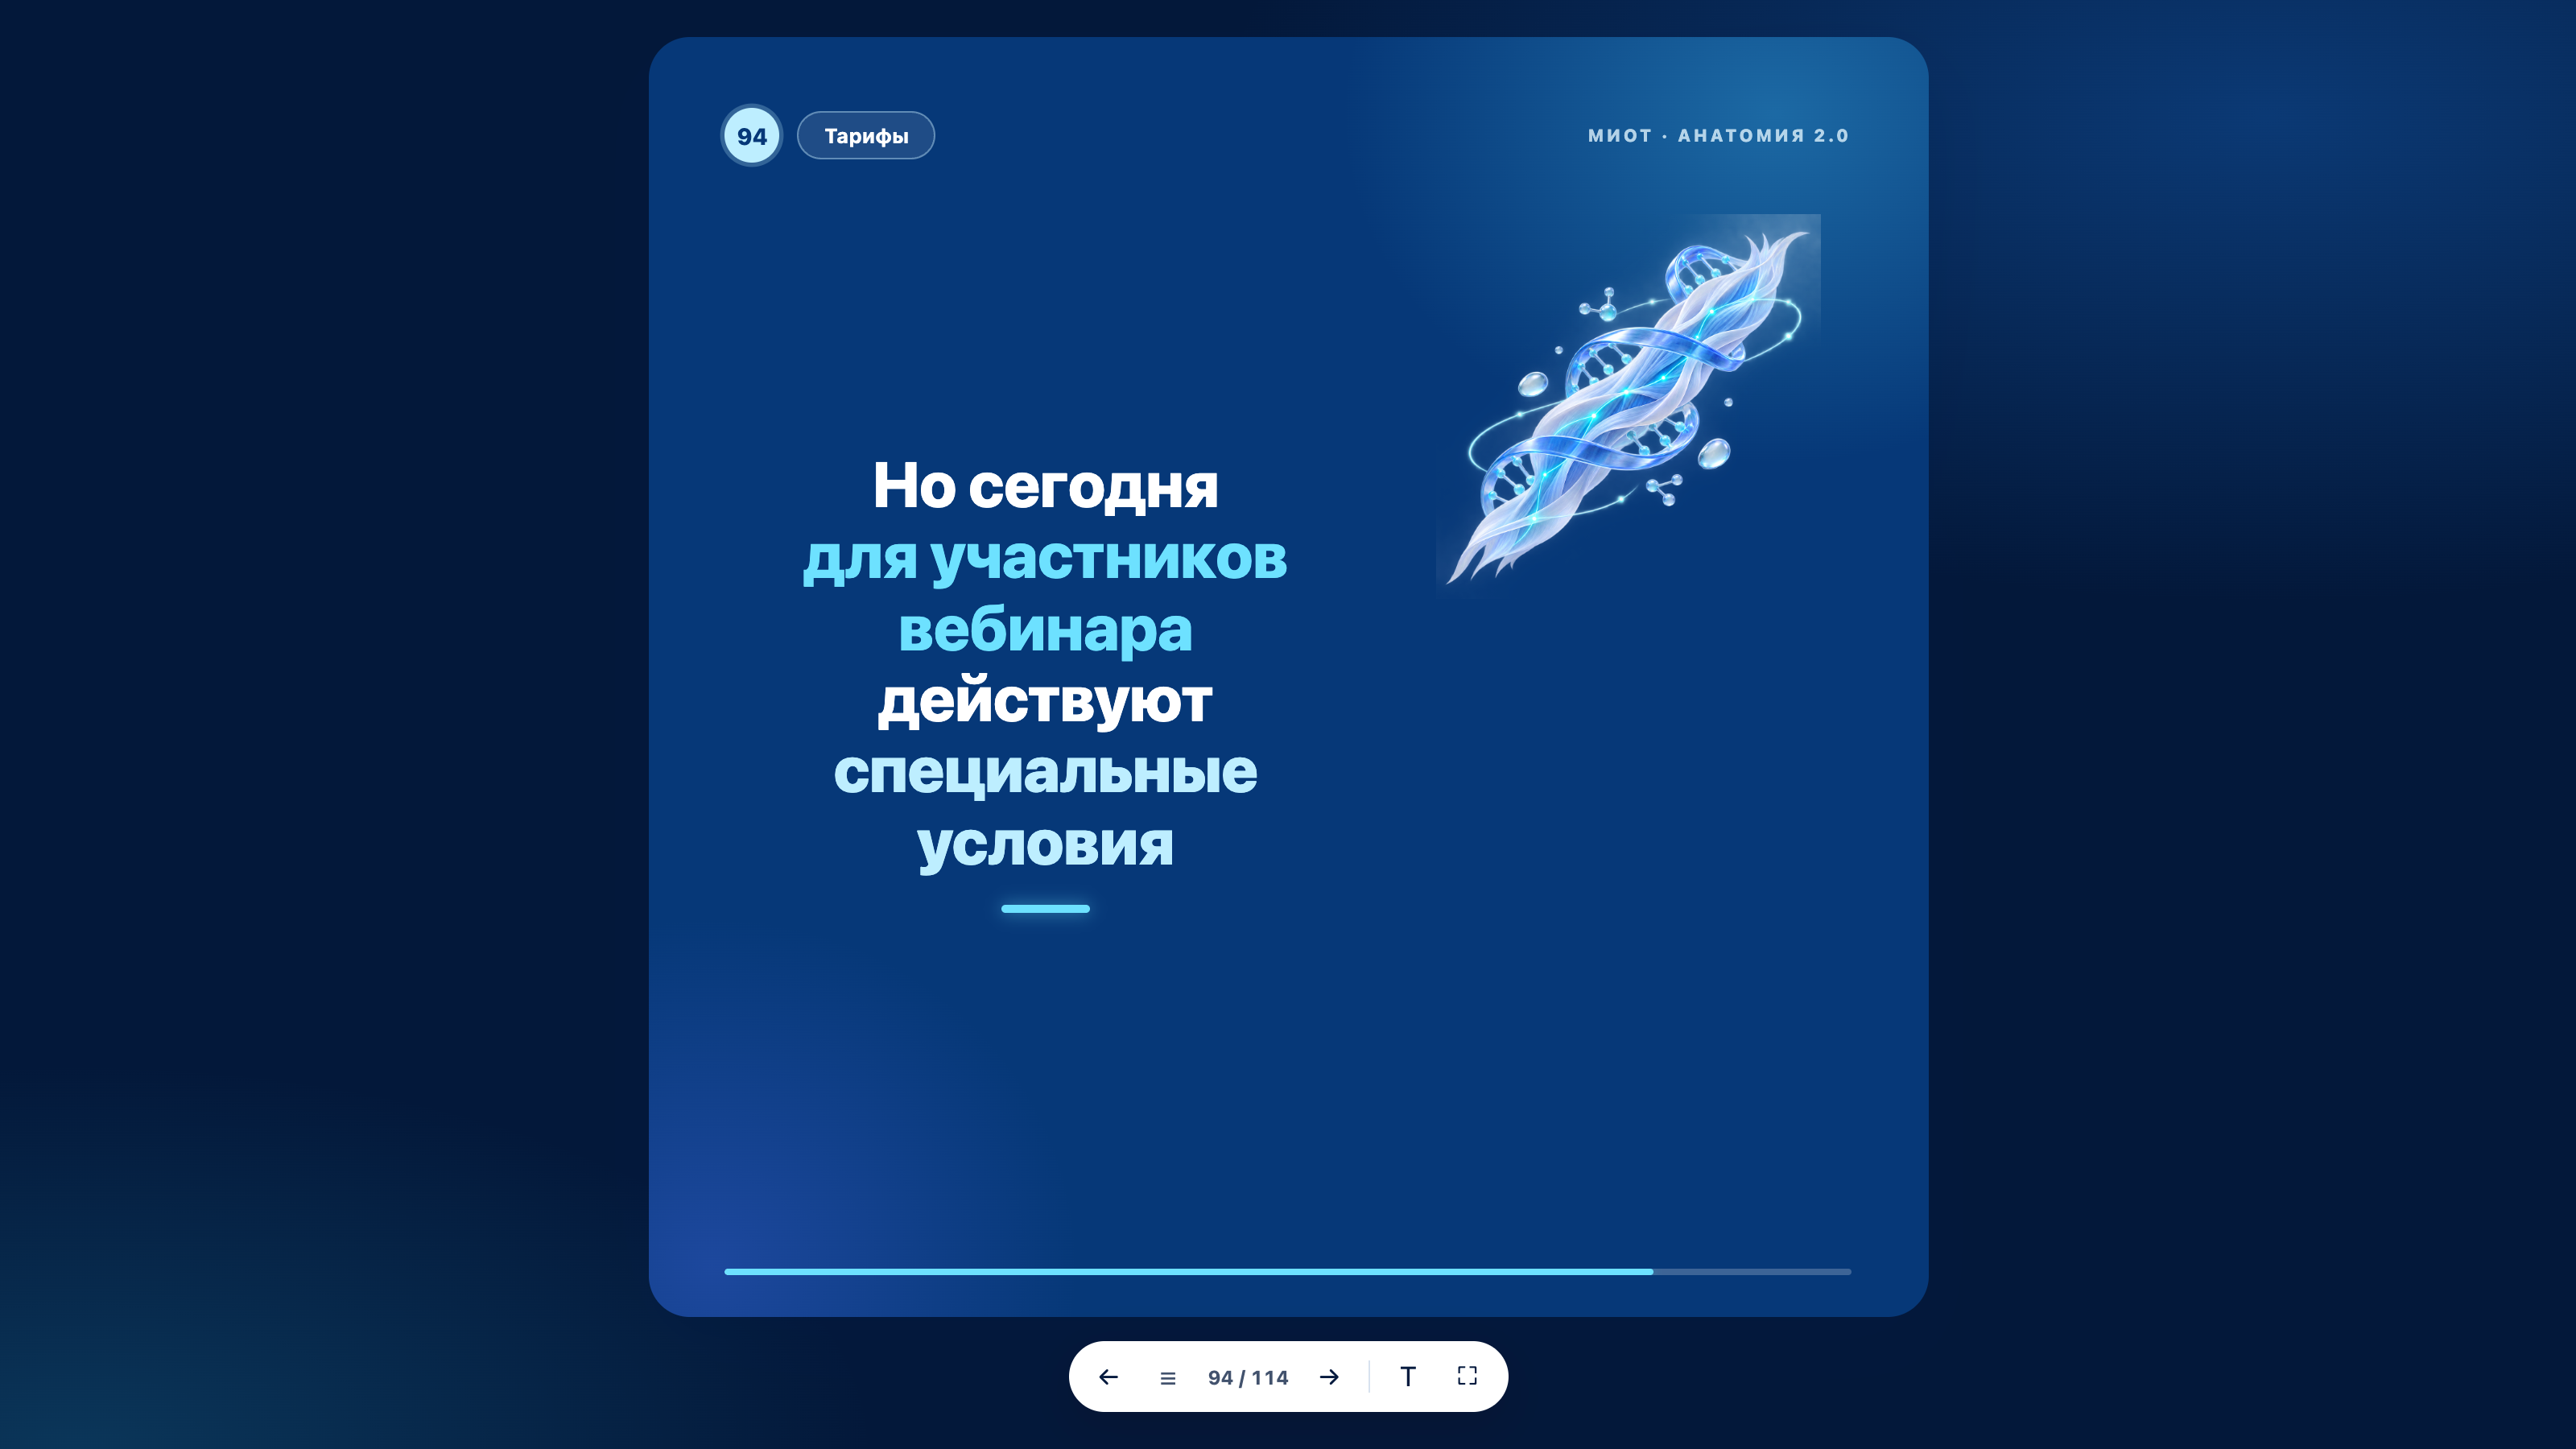 94
Тарифы
МИОТ · АНАТОМИЯ 2.0
Но сегодня
для участников
вебинара
действуют
специальные
условия
94 / 114
T